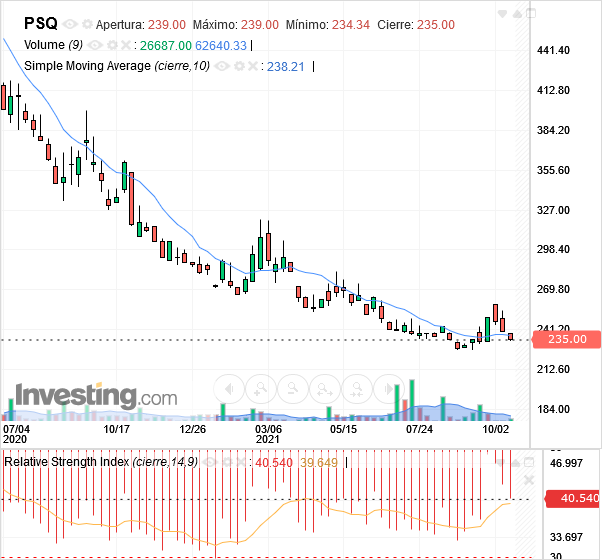 PSQ Apertura: 239.00 Máximo: 239.00 Mínimo: 234.34 Cierre: 235.00
Volume (9) : 26687.00 62640.33
Simple Moving Average (cierre,10) : 238.21
441.40
412.80
384.20
355.60
327.00
298.40
269.80
241.20
235.00
212.60
184.00
Investing.com
07/04 10/17 12/26 03/06 05/15 07/24 10/02
2020 2021
Relative Strength Index (cierre,14,9) : 40.540 39.649
46.997
40.540
33.697
30